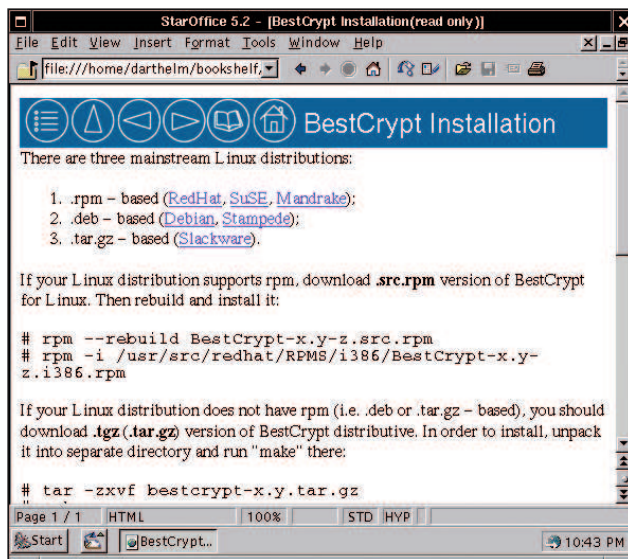 StarOffice 5.2 - [BestCrypt Installation(read only)]
File Edit View Insert Format Tools Window Help
file:///home/darthelm/bookshelf,
BestCrypt Installation
There are three mainstream Linux distributions:
1. .rpm – based (RedHat, SuSE, Mandrake);
2. .deb – based (Debian, Stampede);
3. .tar.gz – based (Slackware).
If your Linux distribution supports rpm, download .src.rpm version of BestCrypt
for Linux. Then rebuild and install it:
# rpm --rebuild BestCrypt-x.y-z.src.rpm
# rpm -i /usr/src/redhat/RPMS/i386/BestCrypt-x.y-
z.i386.rpm
If your Linux distribution does not have rpm (i.e. .deb or .tar.gz – based), you should
download .tgz (.tar.gz) version of BestCrypt distributive. In order to install, unpack
it into separate directory and run "make" there:
# tar -zxvf bestcrypt-x.y.tar.gz
Page 1 / 1 HTML 100% STD HYP
Start BestCryp... 10:43 PM